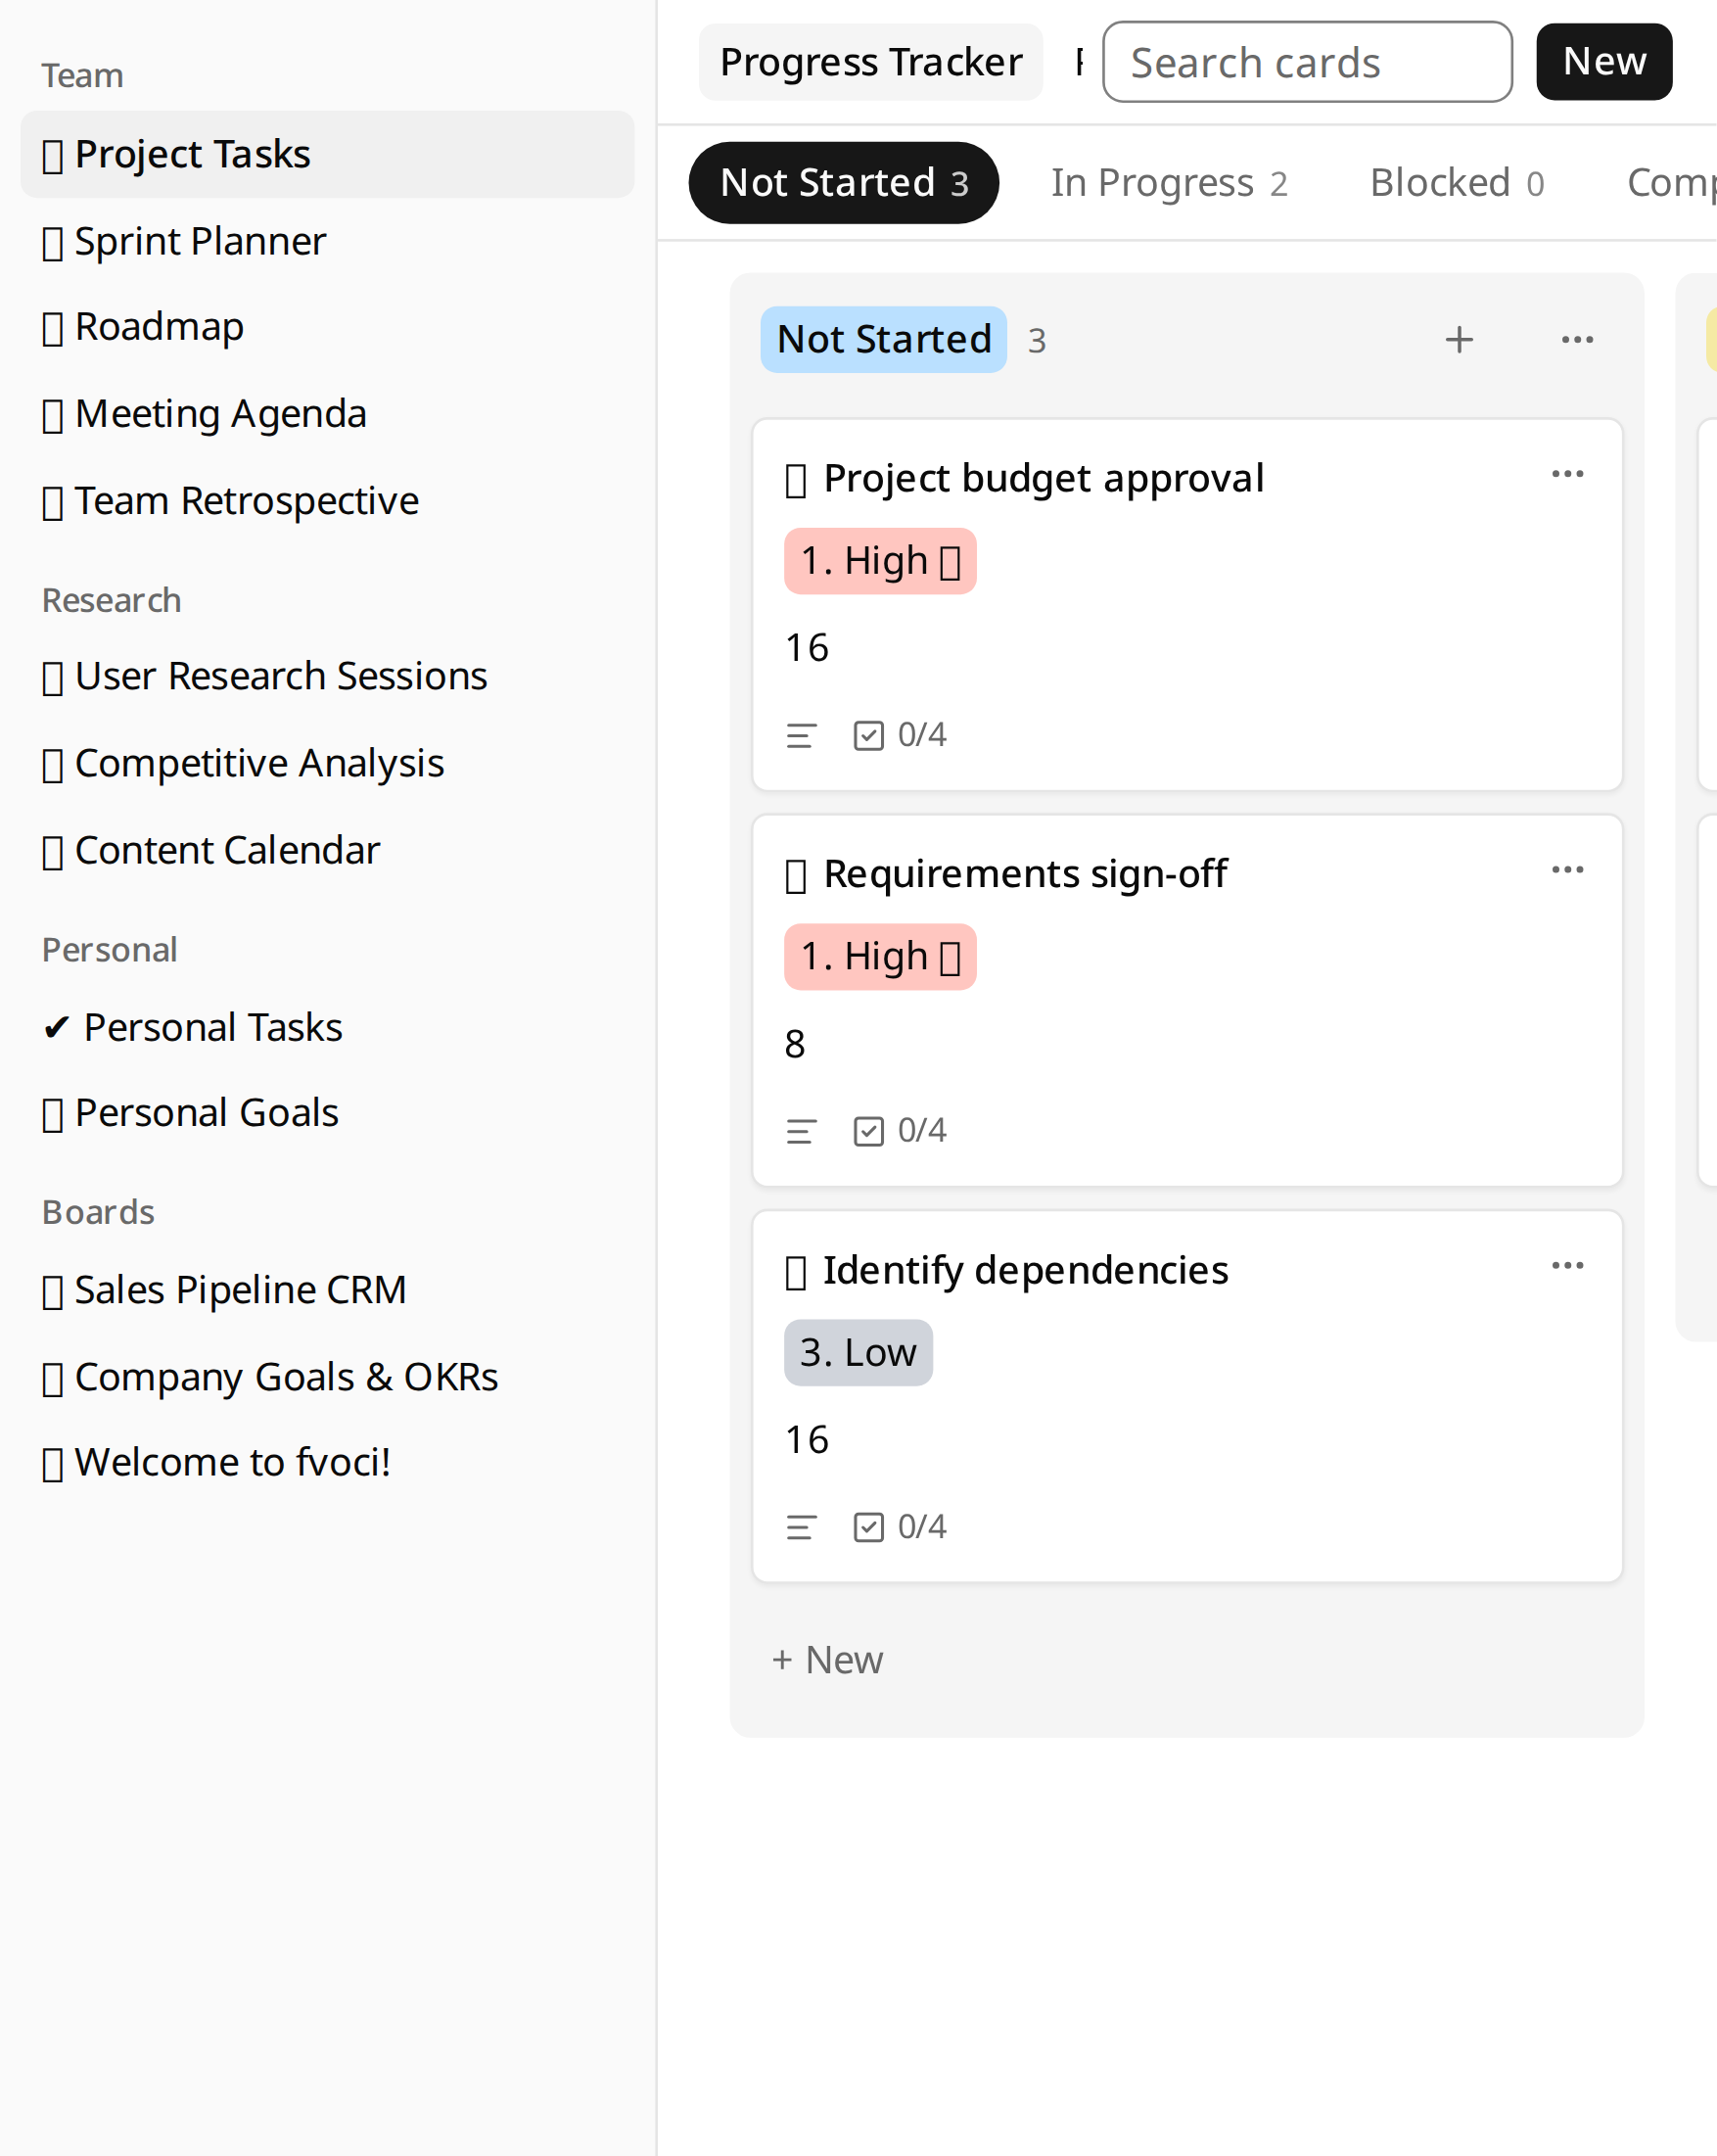 Team
Project Tasks
Sprint Planner
Roadmap
Meeting Agenda
Team Retrospective
Research
User Research Sessions
Competitive Analysis
Content Calendar
Personal
✔ Personal Tasks
Personal Goals
Boards
Sales Pipeline CRM
Company Goals & OKRs
Welcome to fvoci!
Progress Tracker
Search cards
New
Not Started 3
In Progress 2
Blocked 0
Not Started 3
Project budget approval
1. High
16
0/4
Requirements sign-off
1. High
8
0/4
Identify dependencies
3. Low
16
0/4
+ New